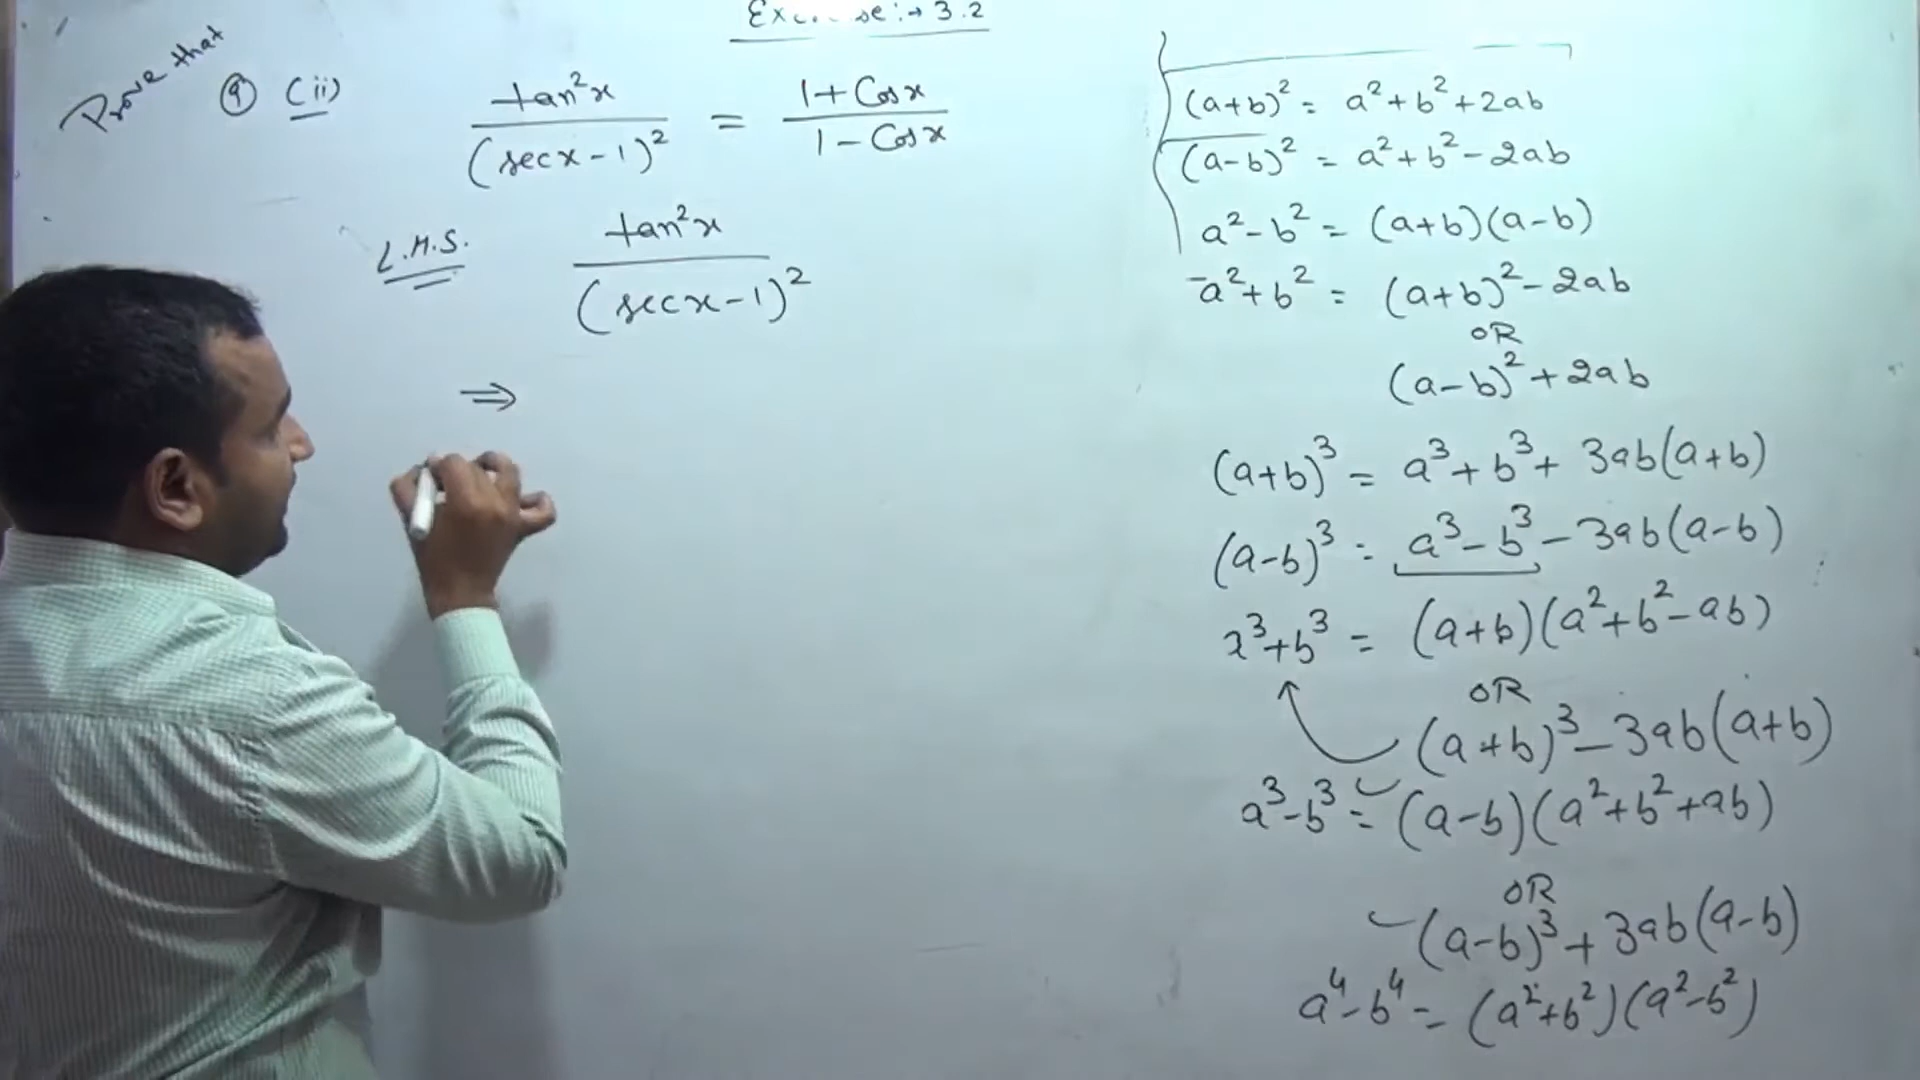 :→ 3.2
Prove that
9 (ii) tan²x / (secx - 1)² = 1 + Cosx / 1 - Cosx
L.H.S. tan²x / (secx - 1)²
⇒
(a+b)² = a² + b² + 2ab
(a-b)² = a² + b² - 2ab
a² - b² = (a+b)(a-b)
-a² + b² = (a+b)² - 2ab
OR
(a-b)² + 2ab
(a+b)³ = a³ + b³ + 3ab(a+b)
(a-b)³ = a³ - b³ - 3ab(a-b)
x³ + b³ = (a+b)(a² + b² - ab)
OR
(a+b)³ - 3ab(a+b)
a³ - b³ = (a-b)(a² + b² + ab)
OR
(a-b)³ + 3ab(a-b)
a⁴ - b⁴ = (a² + b²)(a² - b²)